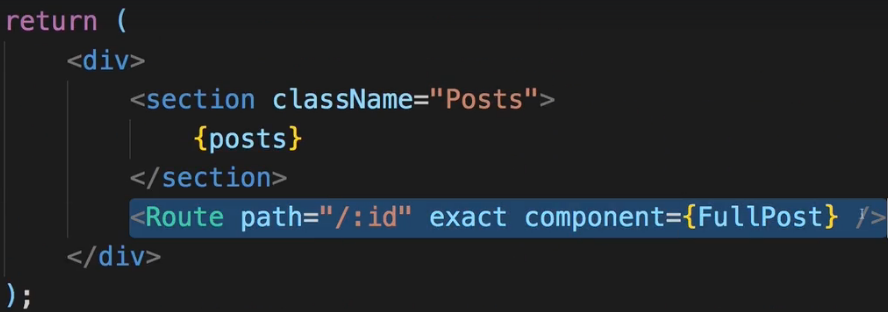 return (
<div>
<section className="Posts">
{posts}
</section>
<Route path="/:id" exact component={FullPost} />
</div>
);